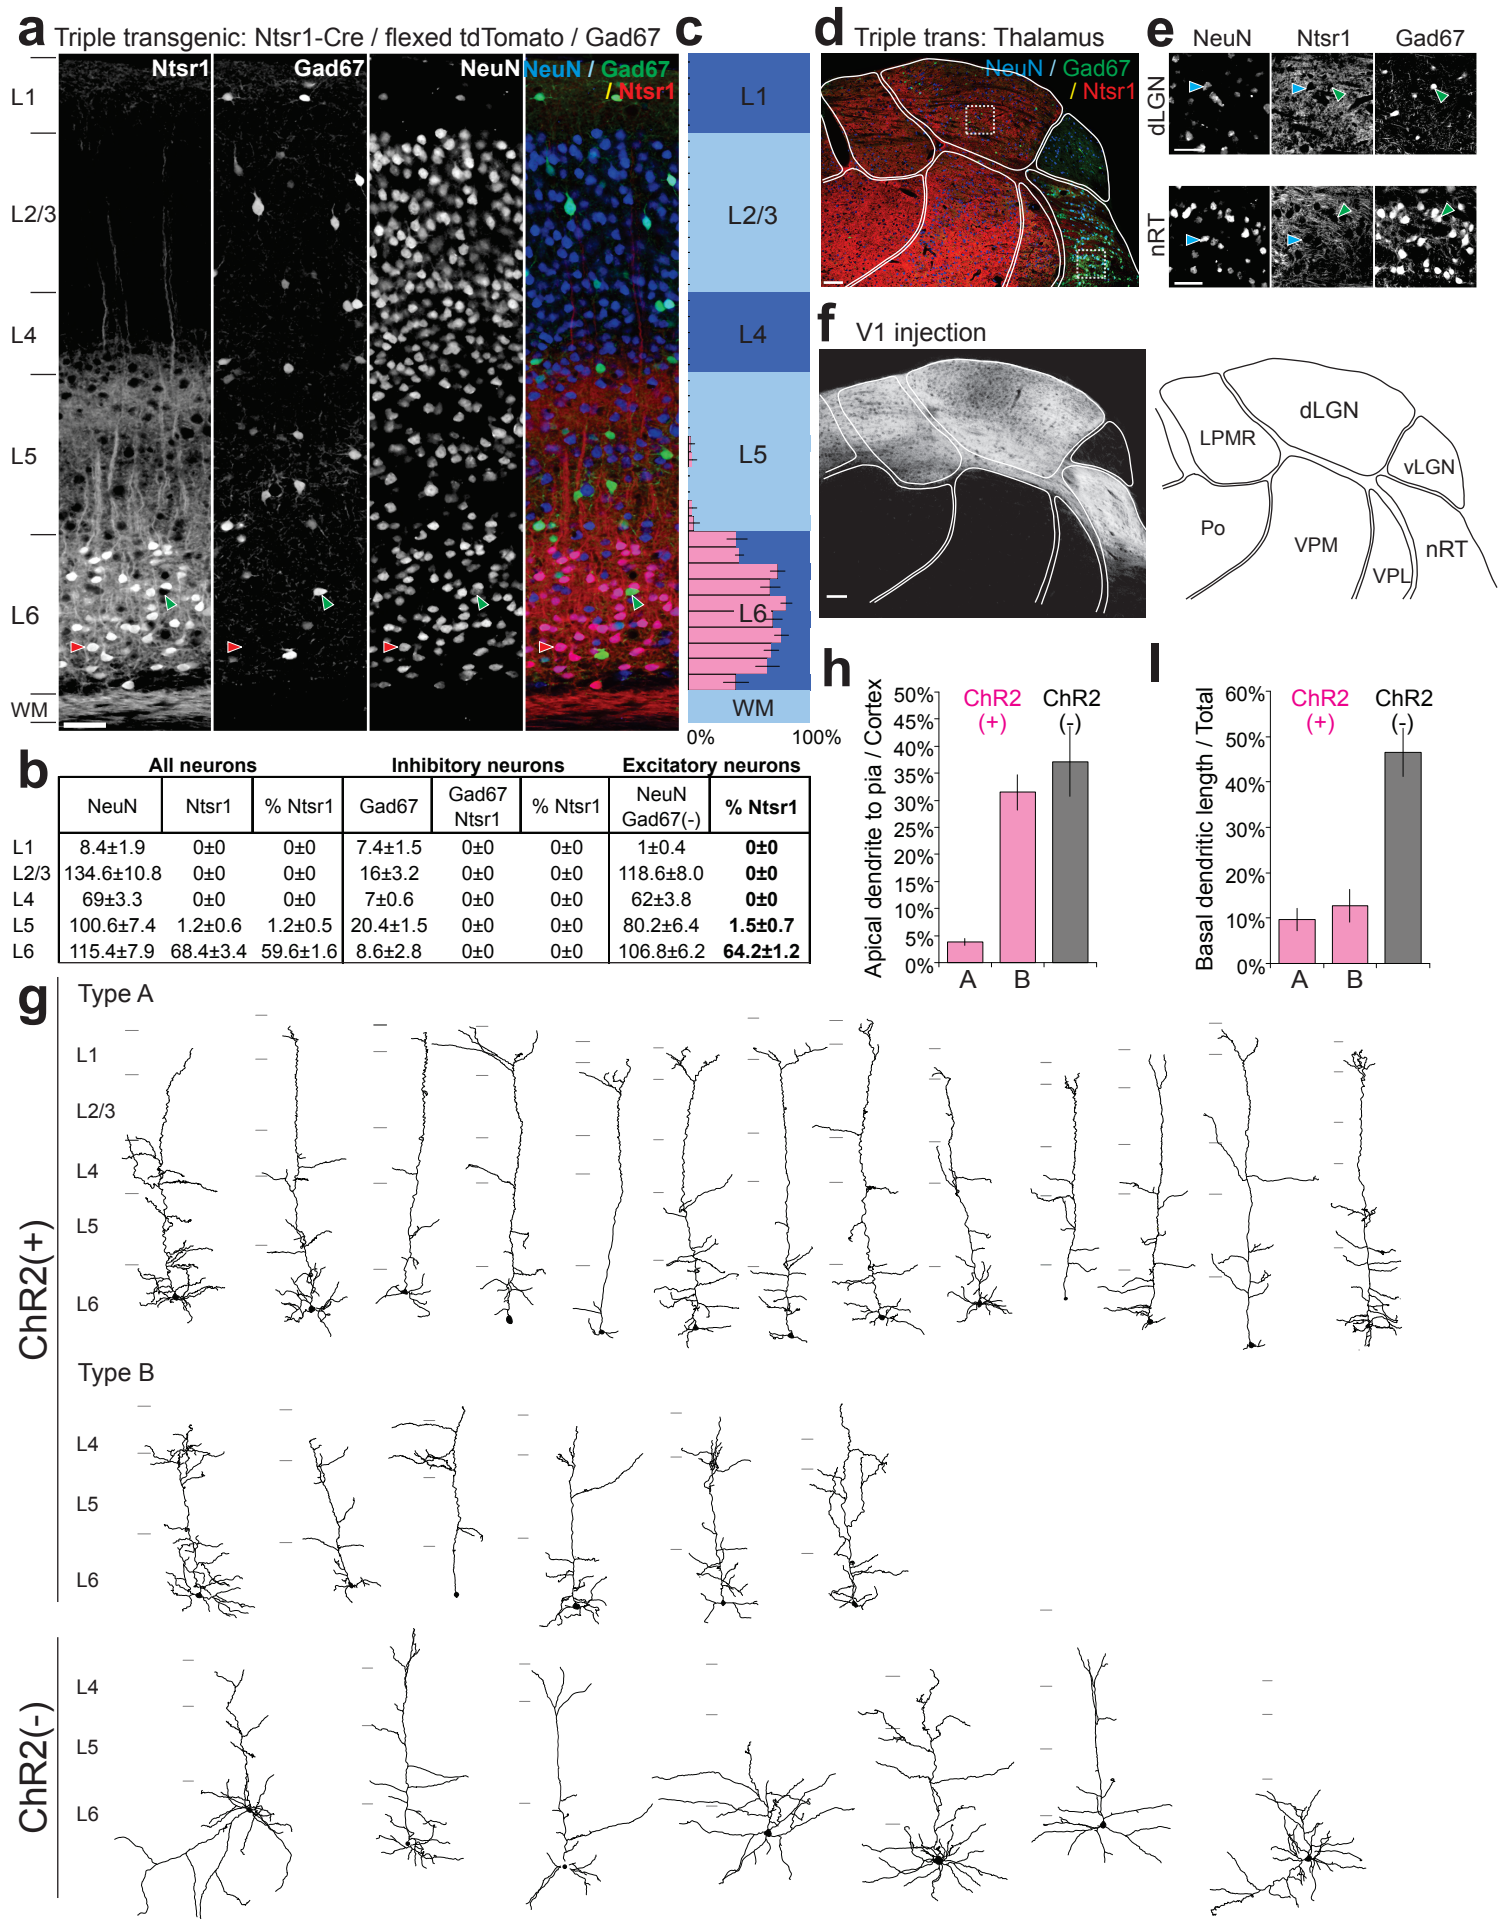 a Triple transgenic: Ntsr1-Cre / flexed tdTomato / Gad67
Ntsr1 Gad67 NeuN NeuN / Gad67
/ Ntsr1
L1
L2/3
L4
L5
L6
WM
c
L1
L2/3
L4
L5
L6
WM
0% 100%
d Triple trans: Thalamus
NeuN / Gad67
/ Ntsr1
e NeuN Ntsr1 Gad67
dLGN
nRT
f V1 injection
dLGN
LPMR
vLGN
Po
VPM
VPL
nRT
b All neurons Inhibitory neurons Excitatory neurons
NeuN Ntsr1 % Ntsr1 Gad67 Gad67 Ntsr1 % Ntsr1 NeuN Gad67(-) % Ntsr1
L1 8.4±1.9 0±0 0±0 7.4±1.5 0±0 0±0 1±0.4 0±0
L2/3 134.6±10.8 0±0 0±0 16±3.2 0±0 0±0 118.6±8.0 0±0
L4 69±3.3 0±0 0±0 7±0.6 0±0 0±0 62±3.8 0±0
L5 100.6±7.4 1.2±0.6 1.2±0.5 20.4±1.5 0±0 0±0 80.2±6.4 1.5±0.7
L6 115.4±7.9 68.4±3.4 59.6±1.6 8.6±2.8 0±0 0±0 106.8±6.2 64.2±1.2
h
Apical dendrite to pia / Cortex
50%
45%
40%
35%
30%
25%
20%
15%
10%
5%
0%
ChR2 (+)
ChR2 (-)
A B
I
Basal dendritic length / Total
60%
50%
40%
30%
20%
10%
0%
ChR2 (+)
ChR2 (-)
A B
g Type A
ChR2(+)
L1
L2/3
L4
L5
L6
Type B
L4
L5
L6
ChR2(-)
L4
L5
L6